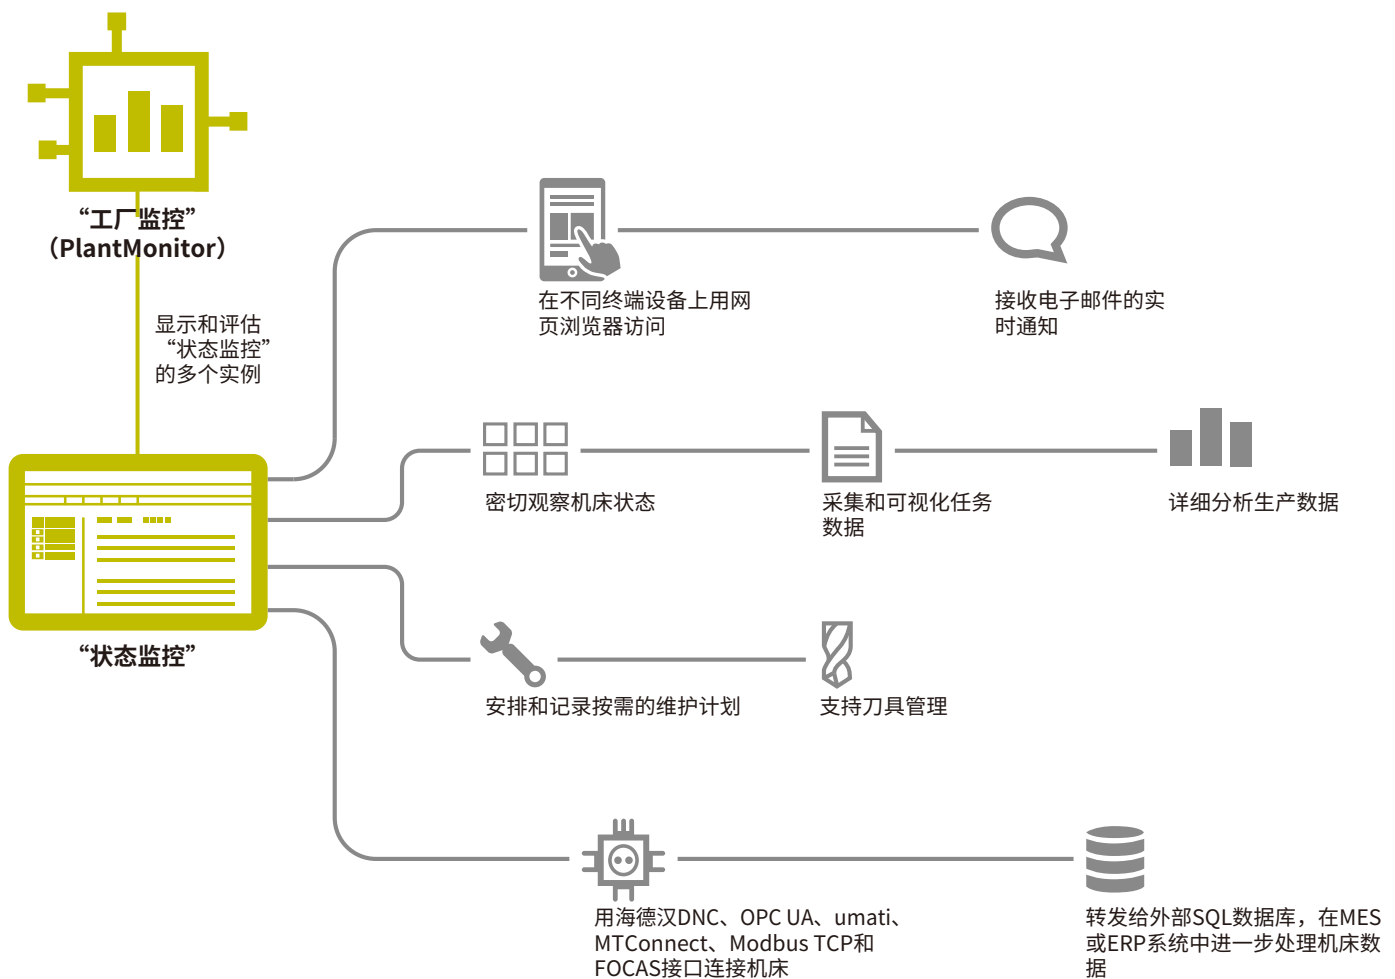 “工厂监控”
（PlantMonitor）
显示和评估
“状态监控”
的多个实例
“状态监控”
在不同终端设备上用网
页浏览器访问
接收电子邮件的实
时通知
密切观察机床状态
采集和可视化任务
数据
详细分析生产数据
安排和记录按需的维护计划
支持刀具管理
用海德汉DNC、OPC UA、umati、
MTConnect、Modbus TCP和
FOCAS接口连接机床
转发给外部SQL数据库，在MES
或ERP系统中进一步处理机床数
据